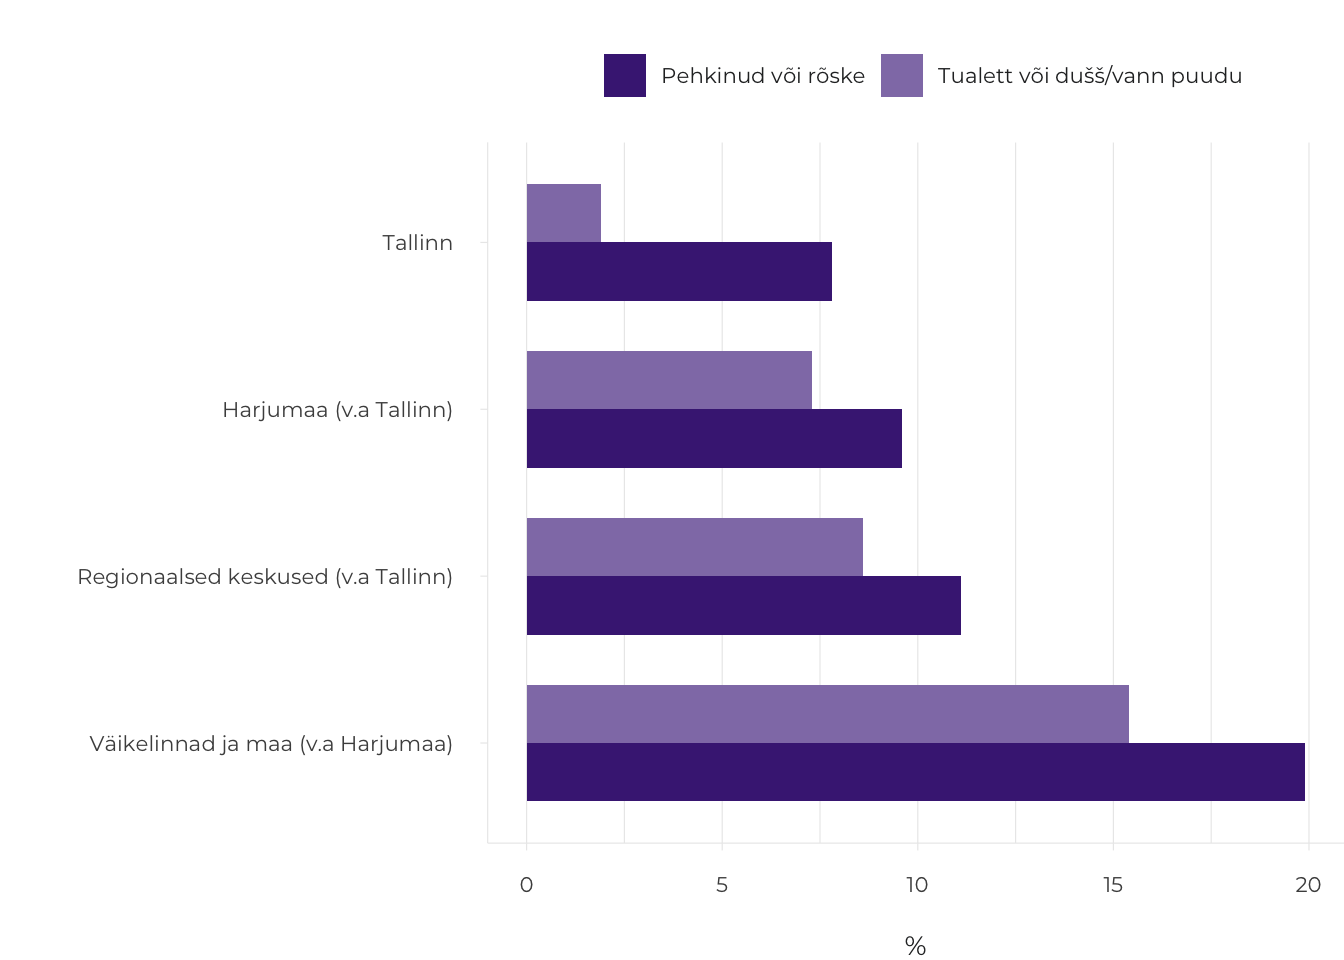 Pehkinud või rõske
Tualett või dušš/vann puudu
Tallinn
Harjumaa (v.a Tallinn)
Regionaalsed keskused (v.a Tallinn)
Väikelinnad ja maa (v.a Harjumaa)
0 5 10 15 20
%